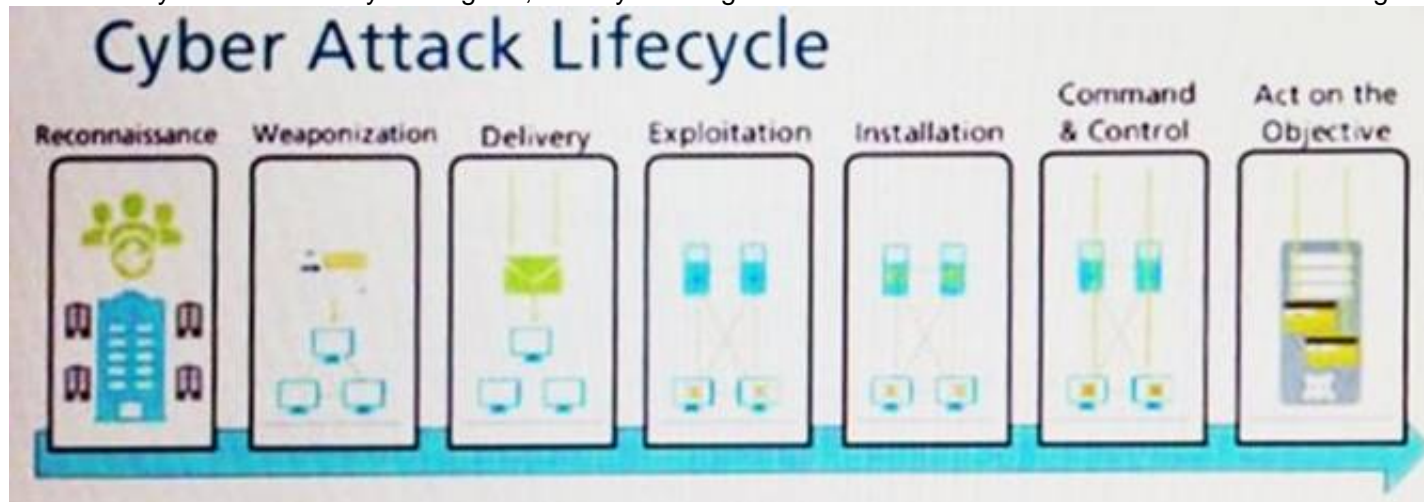 Cyber Attack Lifecycle
Reconnaissance
Weaponization
Delivery
Exploitation
Installation
Command
& Control
Act on the
Objective